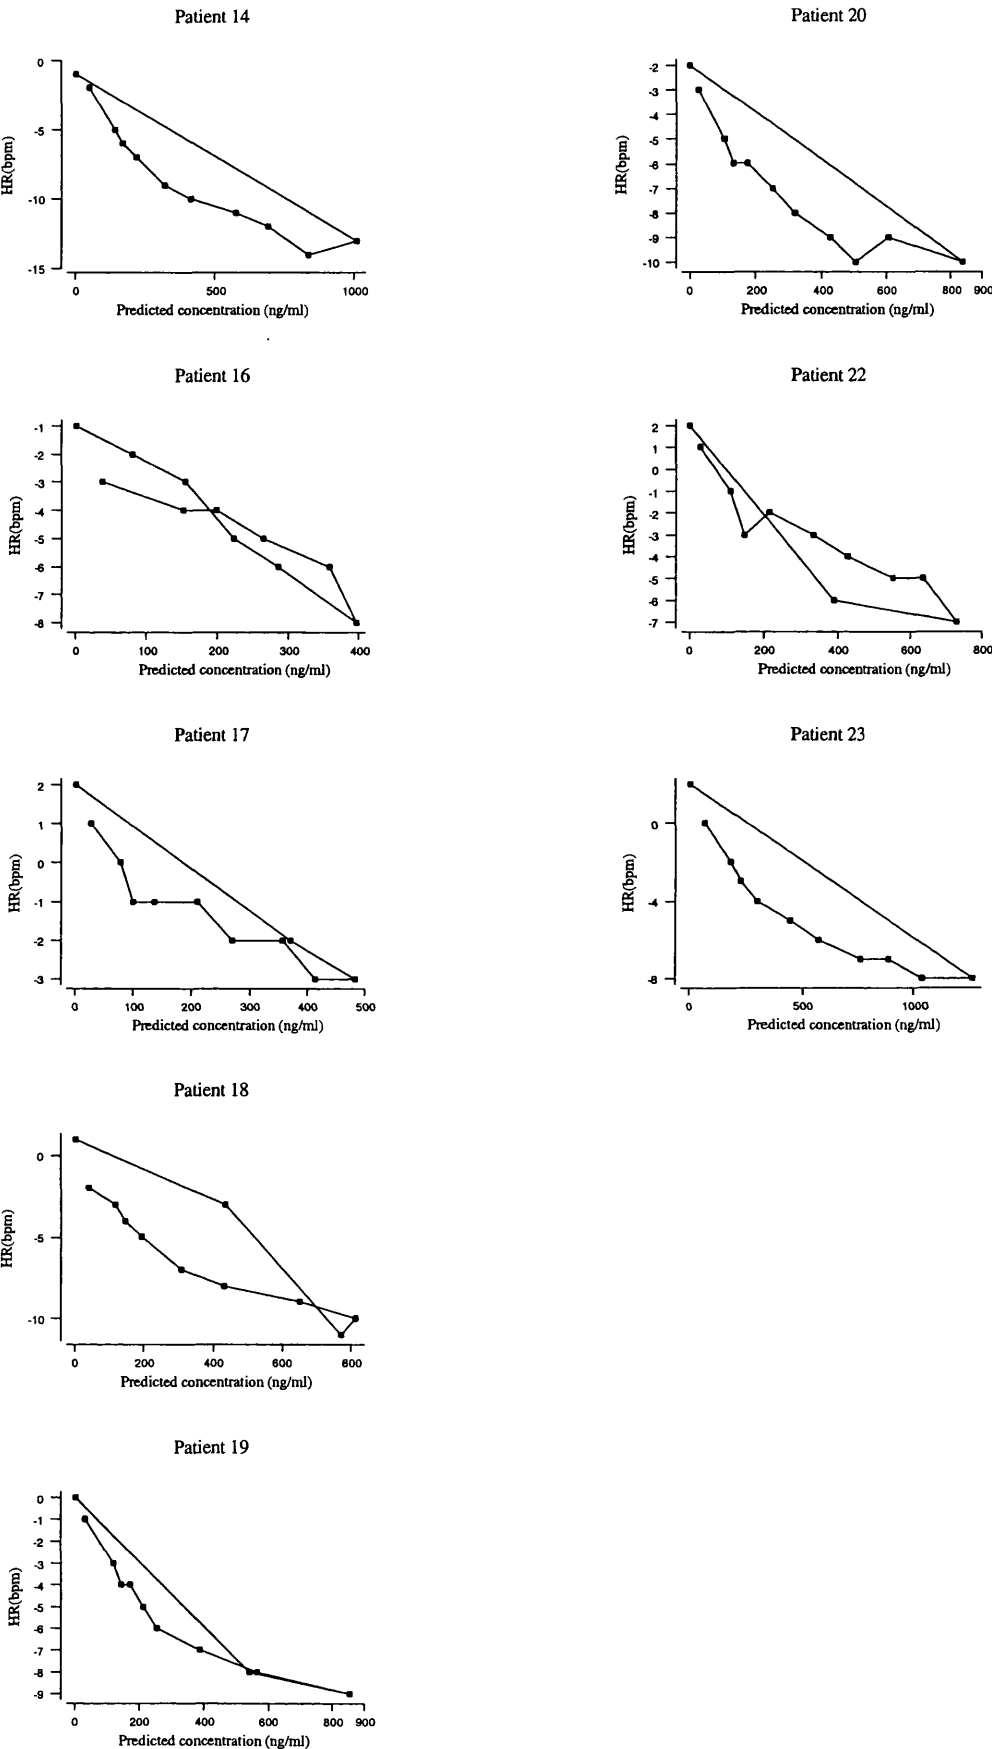 Patient 14
0
-5
-10
-15
HR(bpm)
0 500 1000
Predicted concentration (ng/ml)
Patient 20
-2
-3
-4
-5
-6
-7
-8
-9
-10
HR(bpm)
0 200 400 600 800 900
Predicted concentration (ng/ml)
Patient 16
-1
-2
-3
-4
-5
-6
-7
-8
HR(bpm)
0 100 200 300 400
Predicted concentration (ng/ml)
Patient 22
2
1
0
-1
-2
-3
-4
-5
-6
-7
HR(bpm)
0 200 400 600 800
Predicted concentration (ng/ml)
Patient 17
2
1
0
-1
-2
-3
HR(bpm)
0 100 200 300 400 500
Predicted concentration (ng/ml)
Patient 23
0
-4
-8
HR(bpm)
0 500 1000
Predicted concentration (ng/ml)
Patient 18
0
-5
-10
HR(bpm)
0 200 400 600 800
Predicted concentration (ng/ml)
Patient 19
0
-1
-2
-3
-4
-5
-6
-7
-8
-9
HR(bpm)
0 200 400 600 800 900
Predicted concentration (ng/ml)